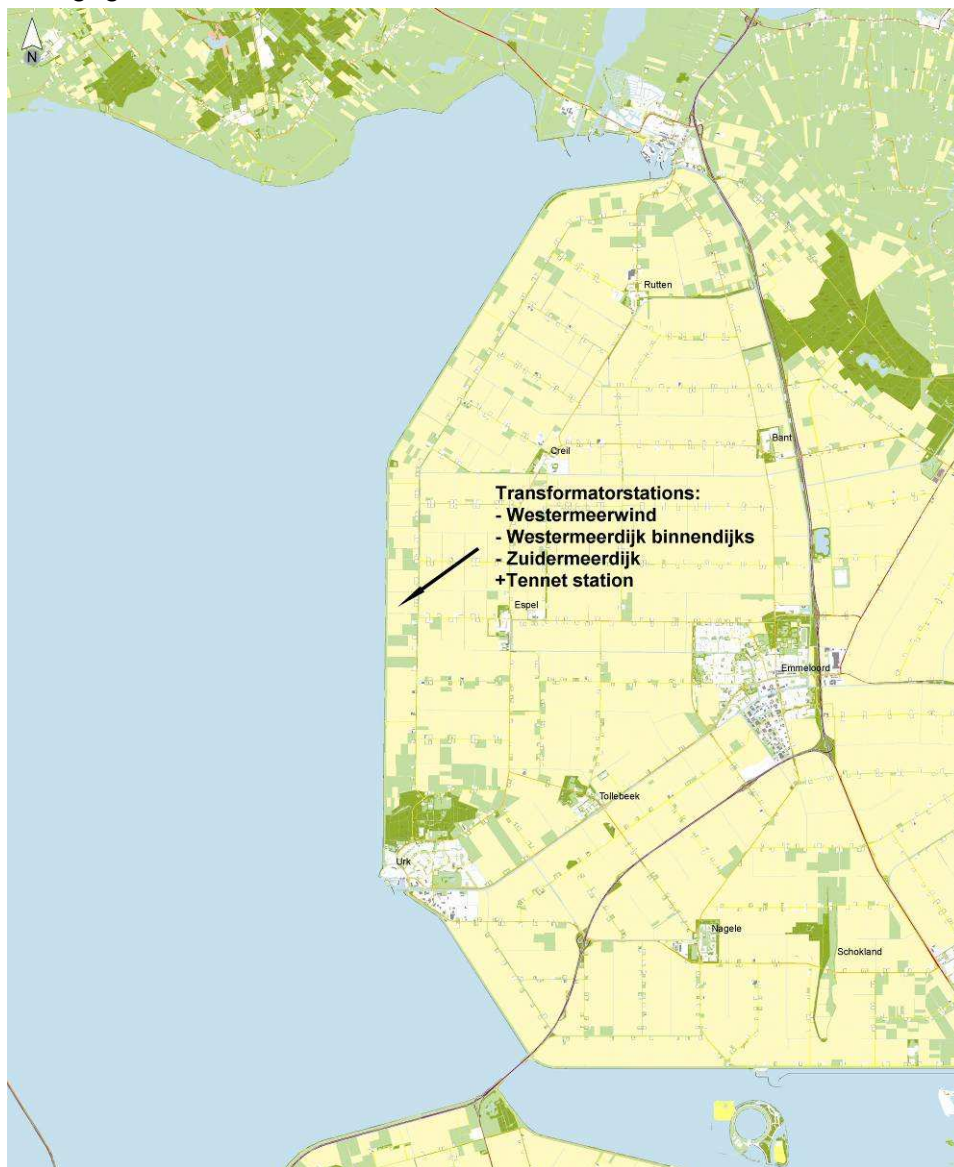 N
Rutten
Bant
Creil
Transformatorstations:
- Westermeerwind
- Westermeerdijk binnendijks
- Zuidermeerdijk
+Tennet station
Espel
Emmeloord
Tollebeek
Urk
Nagele
Schokland